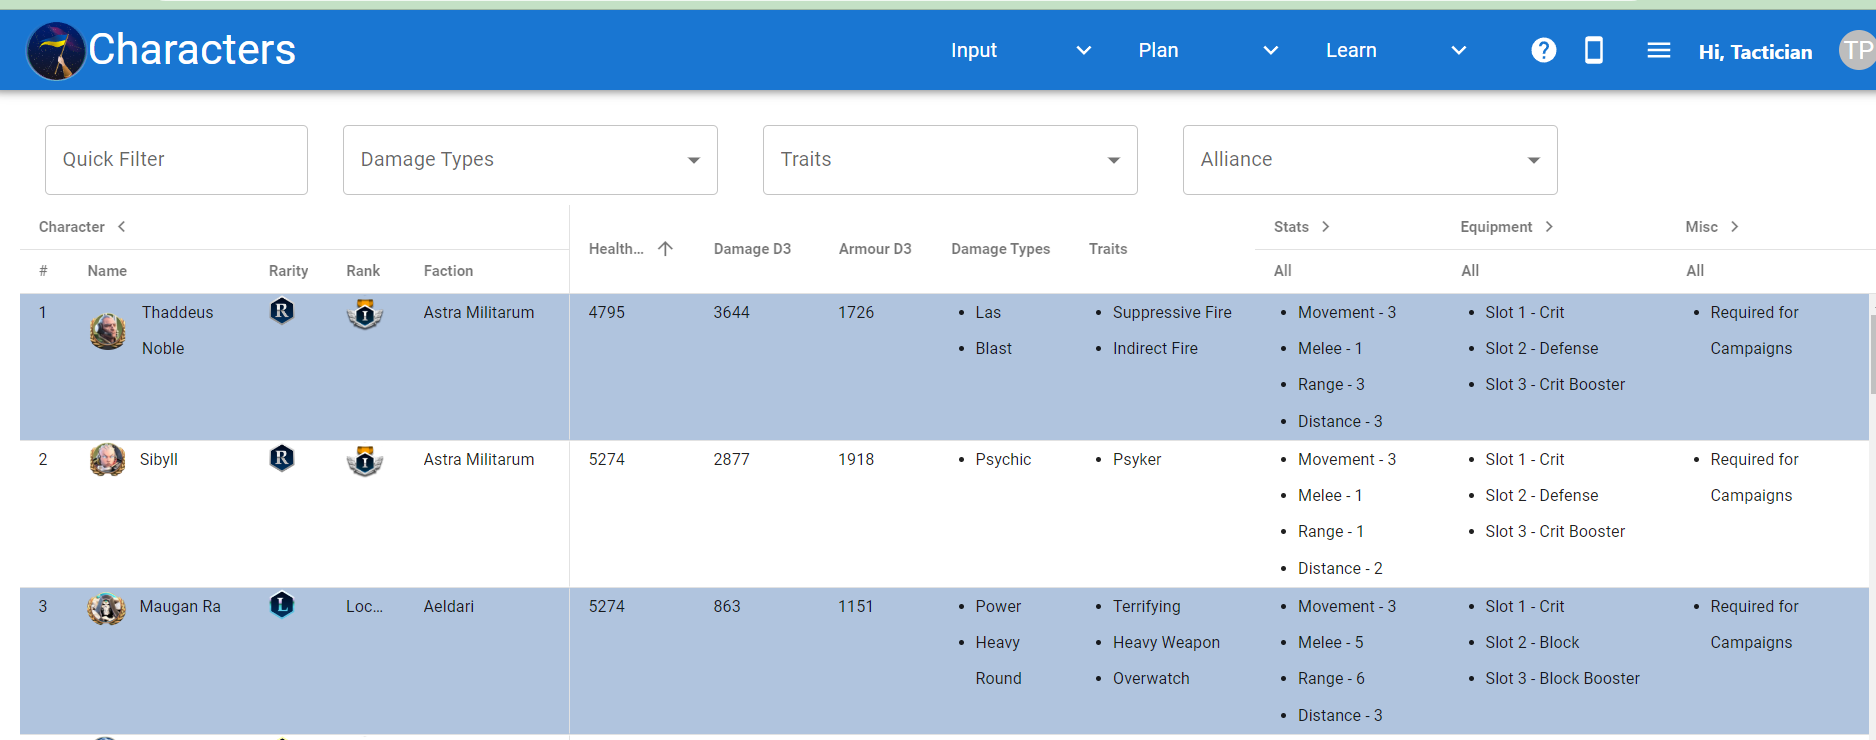 Characters
Input Plan Learn Hi, Tactician TP
Quick Filter Damage Types Traits Alliance
Character Stats Equipment Misc
Health... Damage D3 Armour D3 Damage Types Traits
# Name Rarity Rank Faction All All All
1 Thaddeus R I Astra Militarum 4795 3644 1726 • Las • Suppressive Fire • Movement - 3 • Slot 1 - Crit • Required for
Noble • Blast • Indirect Fire • Melee - 1 • Slot 2 - Defense Campaigns
• Range - 3 • Slot 3 - Crit Booster
• Distance - 3
2 Sibyll R I Astra Militarum 5274 2877 1918 • Psychic • Psyker • Movement - 3 • Slot 1 - Crit • Required for
• Melee - 1 • Slot 2 - Defense Campaigns
• Range - 1 • Slot 3 - Crit Booster
• Distance - 2
3 Maugan Ra L Loc... Aeldari 5274 863 1151 • Power • Terrifying • Movement - 3 • Slot 1 - Crit • Required for
• Heavy • Heavy Weapon • Melee - 5 • Slot 2 - Block Campaigns
Round • Overwatch • Range - 6 • Slot 3 - Block Booster
• Distance - 3